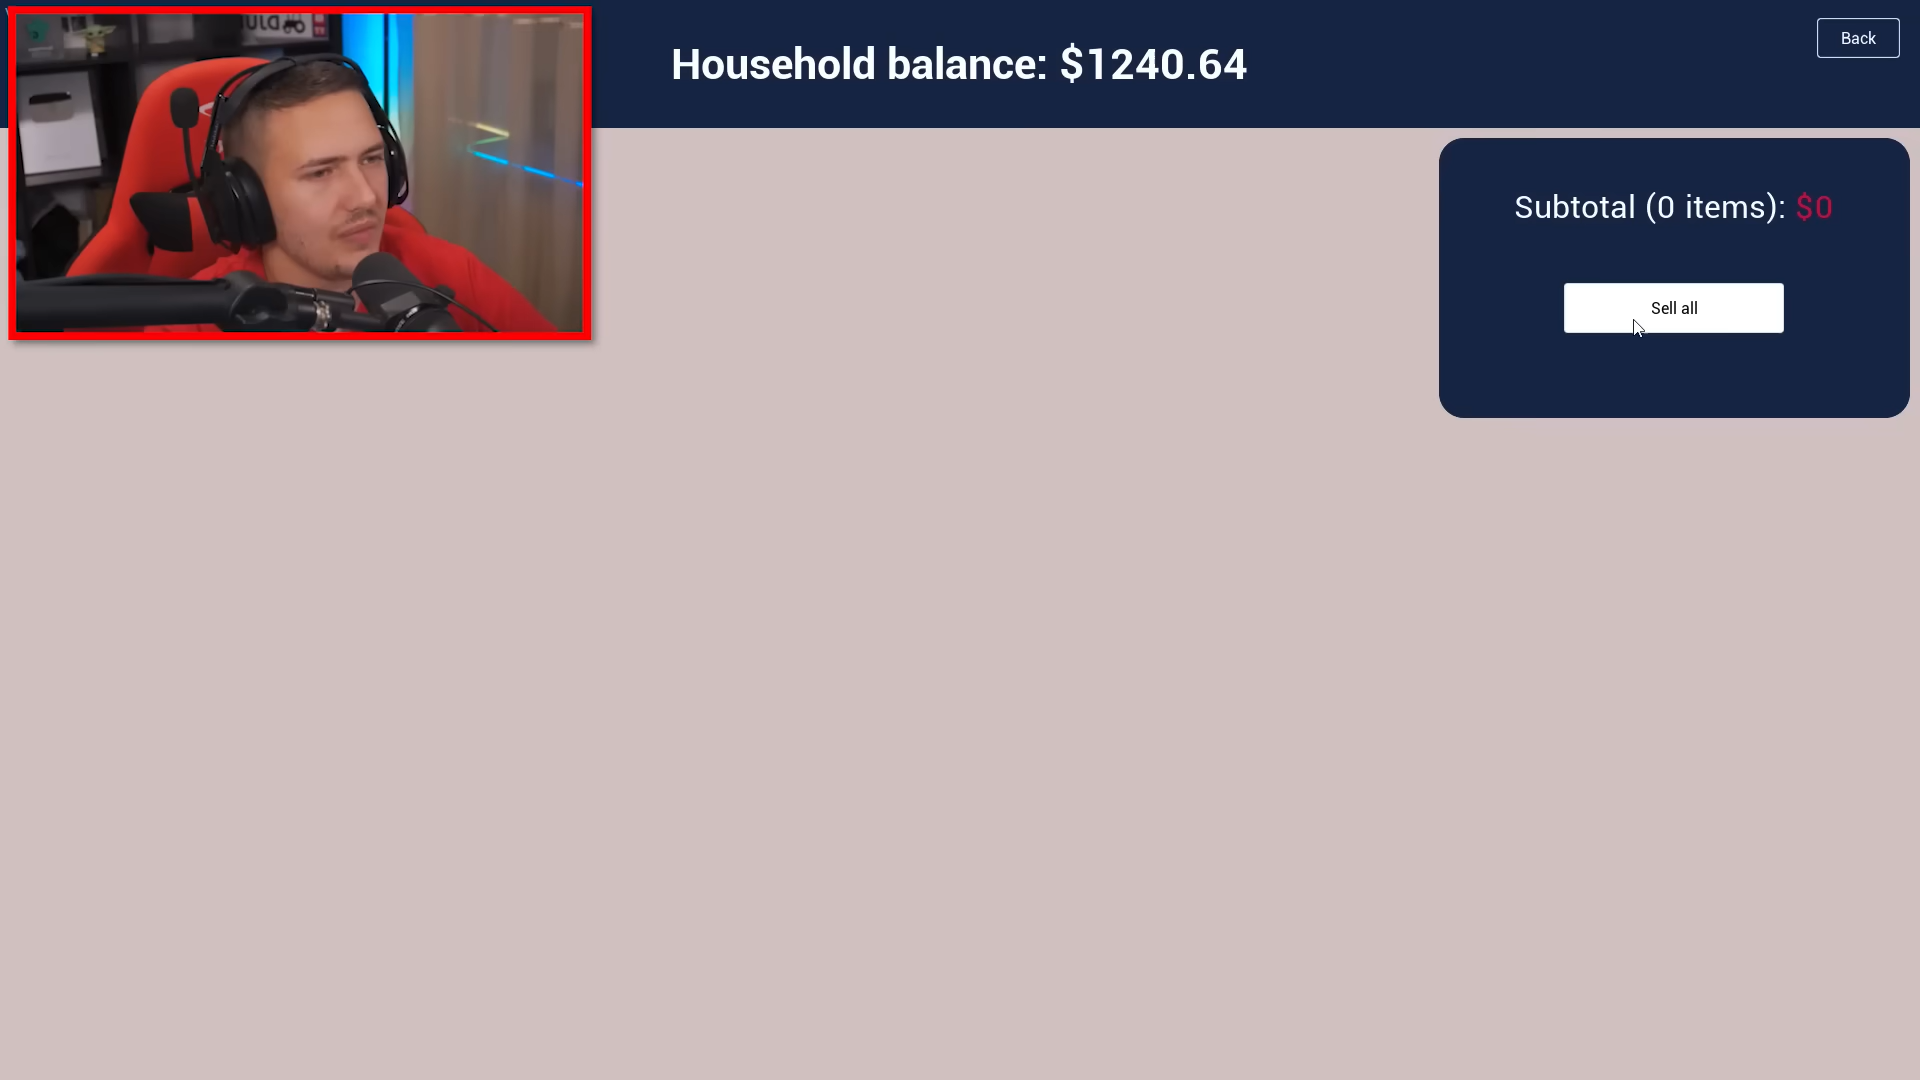 Household balance: $1240.64
Back
Subtotal (0 items): $0
Sell all